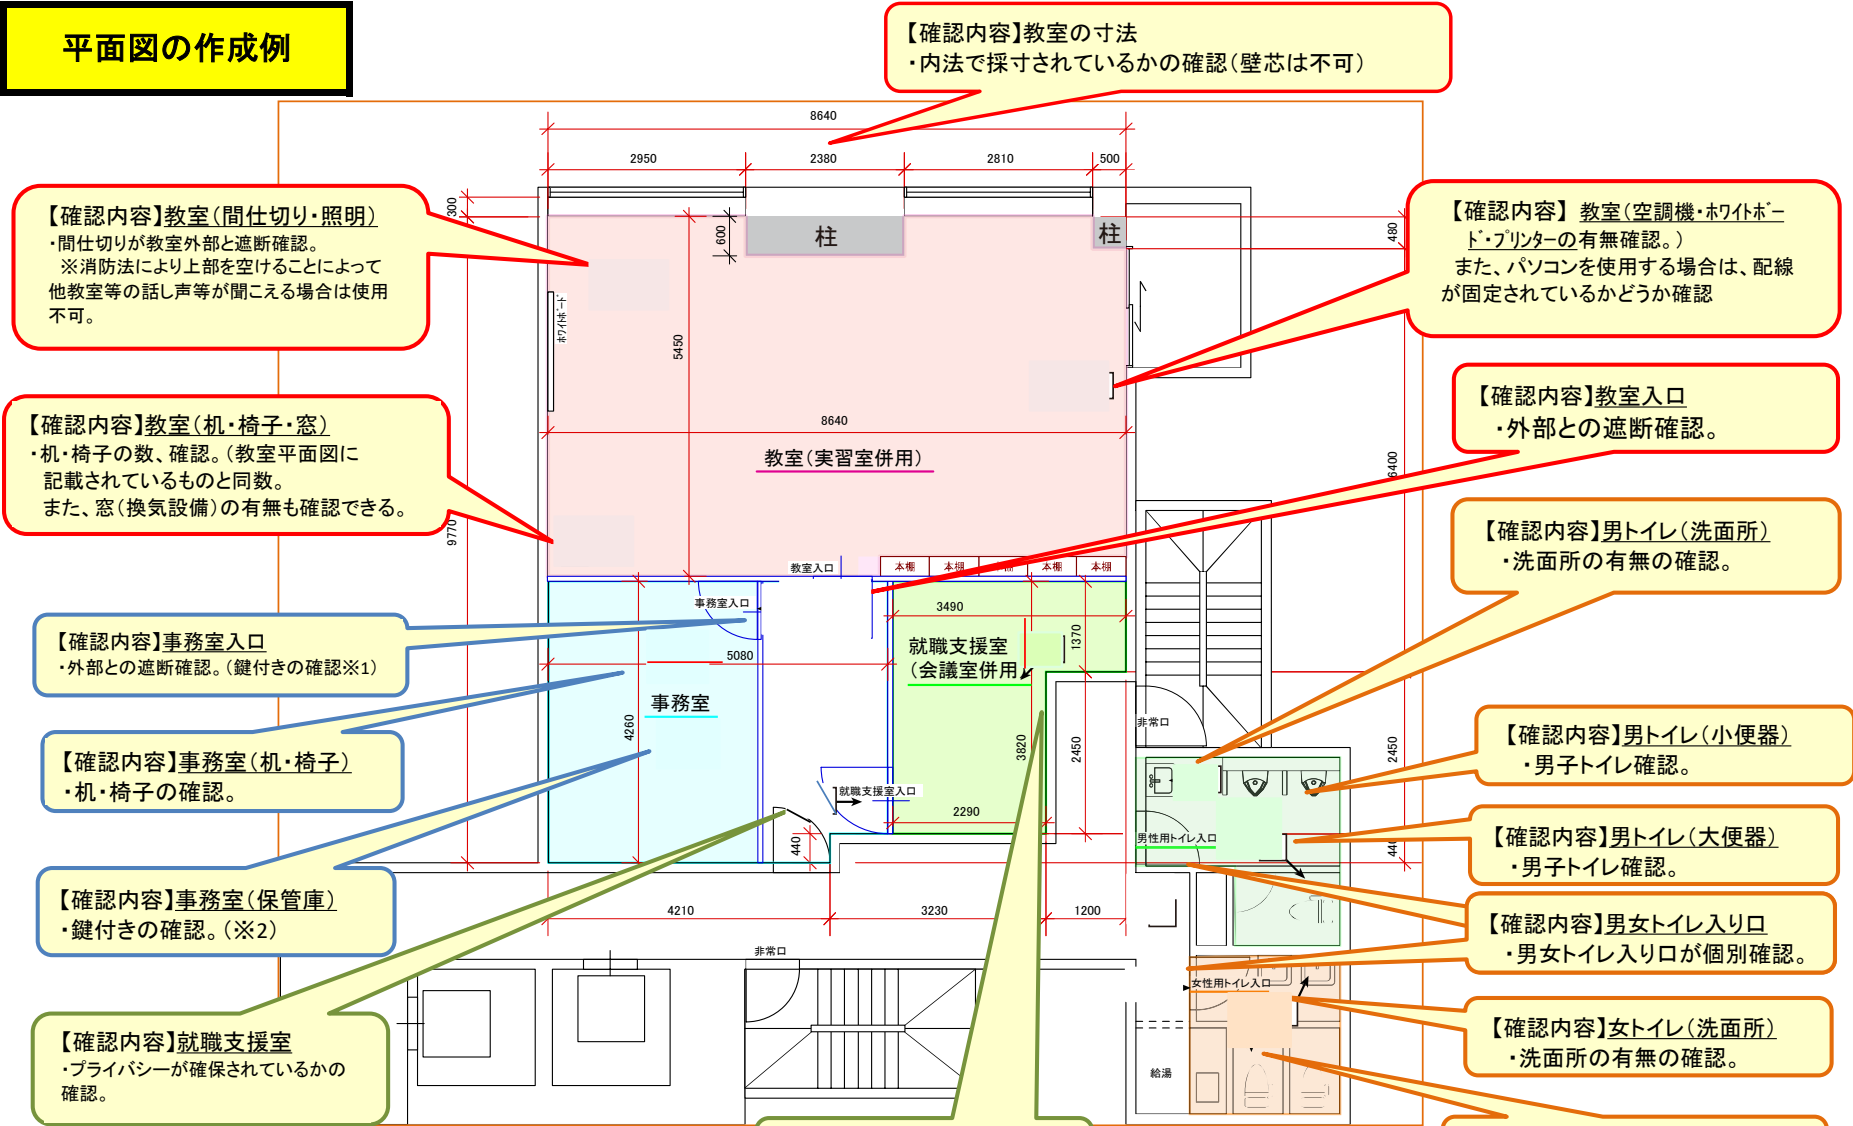 平面図の作成例
【確認内容】教室の寸法
・内法で採寸されているかの確認(壁芯は不可)
8640
2950
2380
2810
500
【確認内容】教室(間仕切り・照明)
・間仕切りが教室外部と遮断確認。
※消防法により上部を空けることによって
他教室等の話し声等が聞こえる場合は使用
不可。
300
600
柱
柱
480
【確認内容】 教室(空調機・ホワイトボー
ド・プリンターの有無確認。)
また、パソコンを使用する場合は、配線
が固定されているかどうか確認
ホワイトボード
5450
【確認内容】教室(机・椅子・窓)
・机・椅子の数、確認。(教室平面図に
記載されているものと同数。
また、窓(換気設備)の有無も確認できる。
8640
教室(実習室併用)
【確認内容】教室入口
・外部との遮断確認。
6400
9770
【確認内容】男トイレ(洗面所)
・洗面所の有無の確認。
教室入口
本棚
本棚
本棚
本棚
本棚
事務室入口
3490
【確認内容】事務室入口
・外部との遮断確認。(鍵付きの確認※1)
5080
就職支援室
(会議室併用)
1370
事務室
4260
3820
2450
非常口
2450
【確認内容】事務室(机・椅子)
・机・椅子の確認。
【確認内容】男トイレ(小便器)
・男子トイレ確認。
就職支援室入口
2290
440
男性用トイレ入口
440
【確認内容】男トイレ(大便器)
・男子トイレ確認。
【確認内容】事務室(保管庫)
・鍵付きの確認。(※2)
4210
3230
1200
【確認内容】男女トイレ入り口
・男女トイレ入り口が個別確認。
非常口
女性用トイレ入口
【確認内容】就職支援室
・プライバシーが確保されているかの
確認。
【確認内容】女トイレ(洗面所)
・洗面所の有無の確認。
給湯